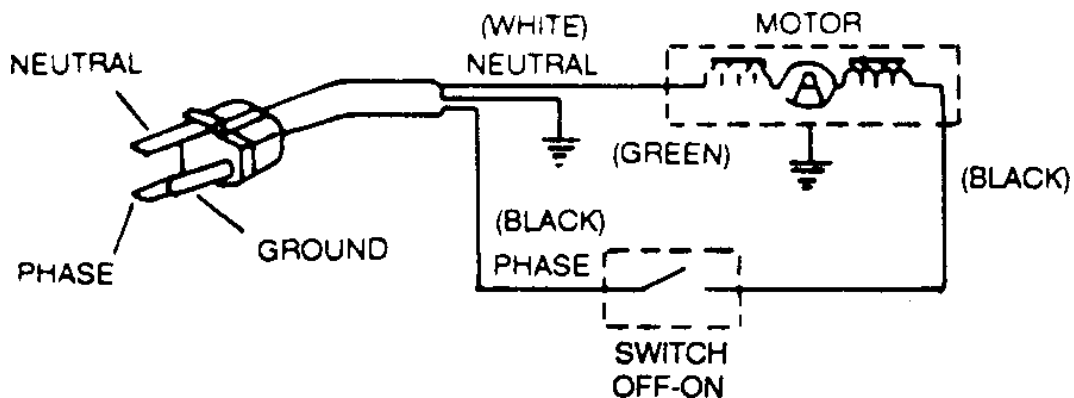 NEUTRAL
PHASE
GROUND
(WHITE)
NEUTRAL
(GREEN)
MOTOR
A
(BLACK)
(BLACK)
PHASE
SWITCH
OFF-ON